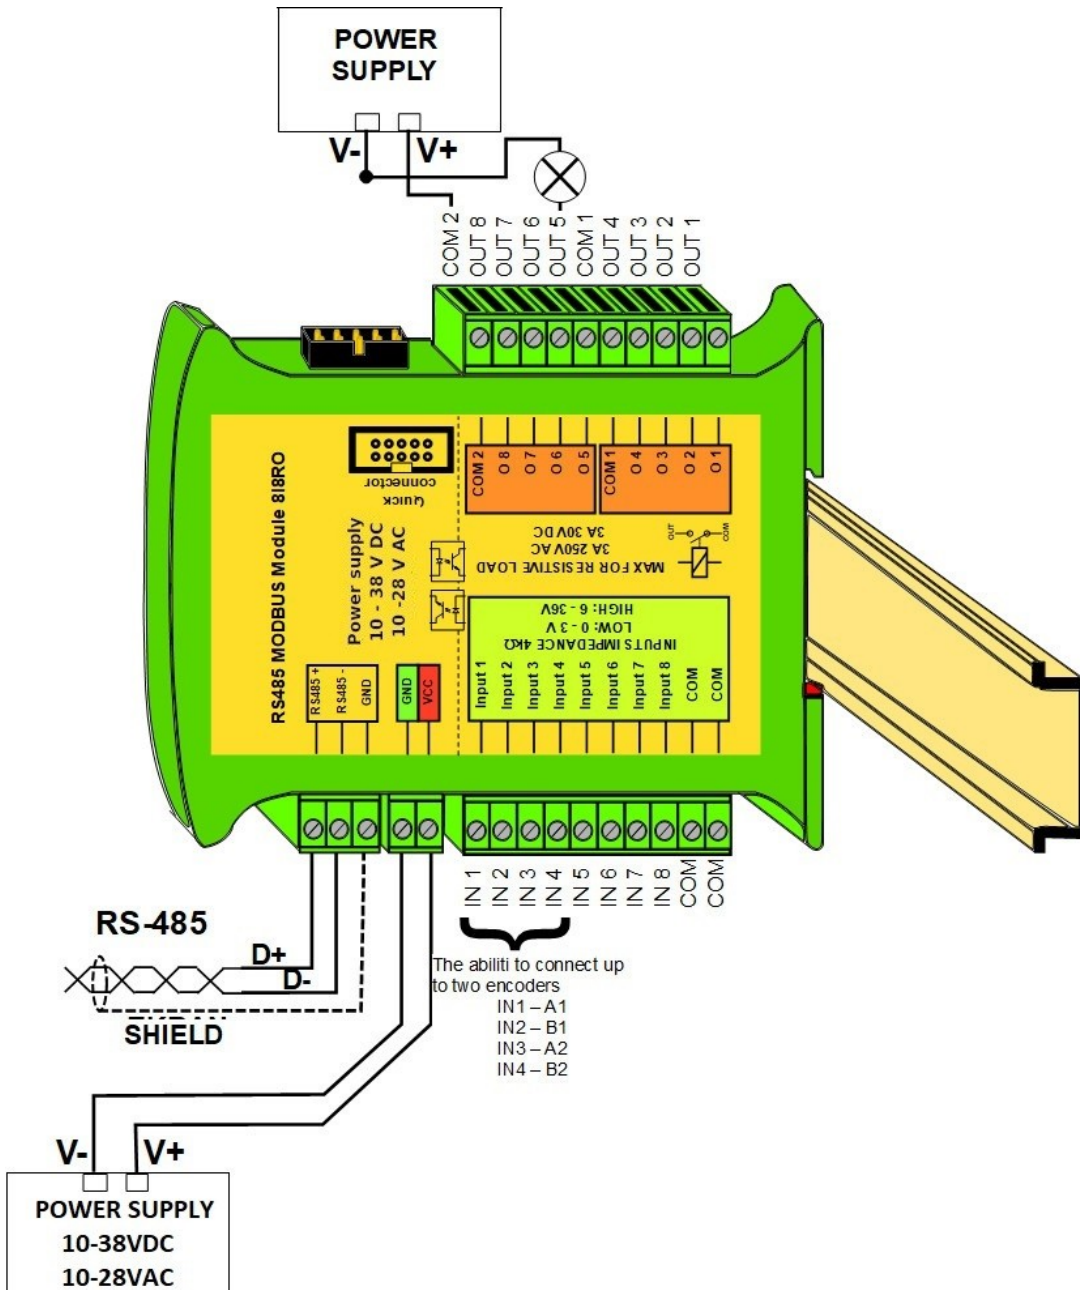 POWER
SUPPLY
V-
V+
COM 2
OUT 8
OUT 7
OUT 6
OUT 5
COM 1
OUT 4
OUT 3
OUT 2
OUT 1
RS485 MODBUS Module 8I8RO
Quick
connector
Power supply
10 - 38 V DC
10 -28 V AC
COM 2
O 8
O 7
O 6
O 5
COM 1
O 4
O 3
O 2
O 1
MAX FOR RESISTIVE LOAD
3A 250V AC
3A 30V DC
OUT
COM
INPUTS IMPEDANCE 4kΩ
LOW: 0 - 3 V
HIGH: 6 - 36V
Input 1
Input 2
Input 3
Input 4
Input 5
Input 6
Input 7
Input 8
COM
COM
RS485 +
RS485 -
GND
GND
VCC
IN 1
IN 2
IN 3
IN 4
IN 5
IN 6
IN 7
IN 8
COM
COM
RS-485
D+
D-
SHIELD
The abiliti to connect up
to two encoders
IN1 – A1
IN2 – B1
IN3 – A2
IN4 – B2
V-
V+
POWER SUPPLY
10-38VDC
10-28VAC